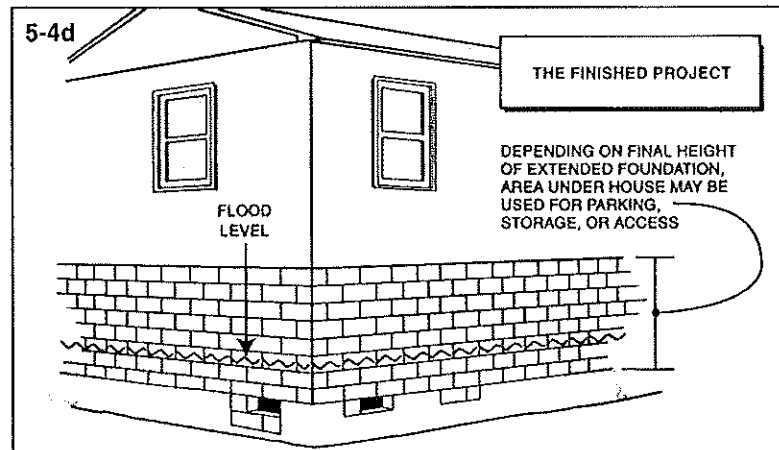 5-4d
THE FINISHED PROJECT
DEPENDING ON FINAL HEIGHT
OF EXTENDED FOUNDATION,
AREA UNDER HOUSE MAY BE
USED FOR PARKING,
STORAGE, OR ACCESS
FLOOD
LEVEL